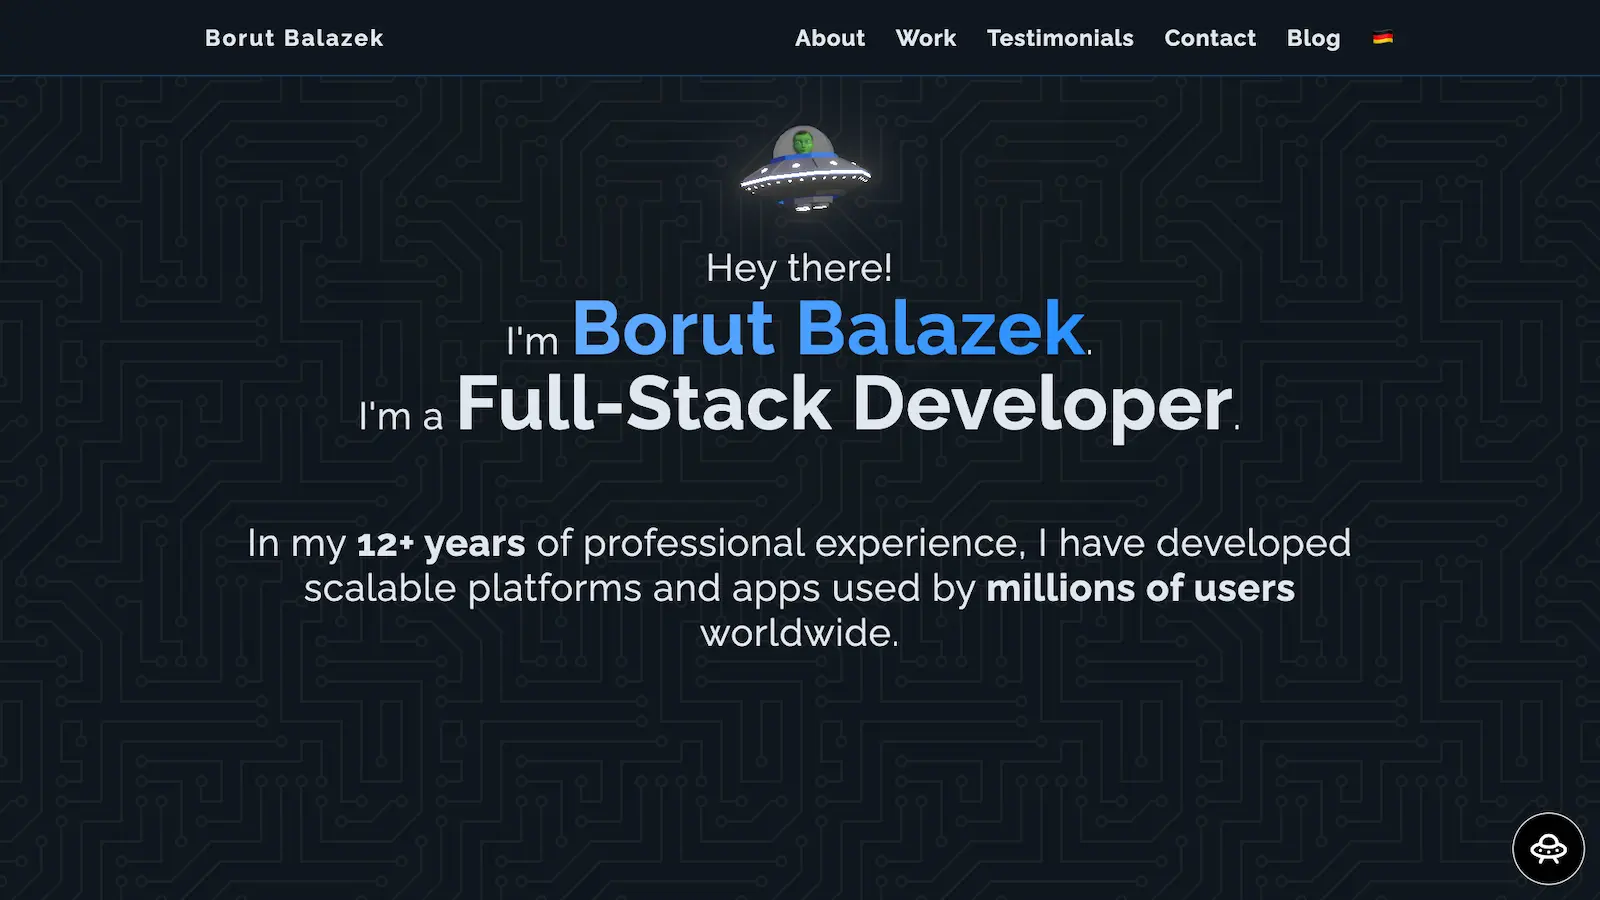 Borut Balazek
About Work Testimonials Contact Blog
Hey there!
I'm Borut Balazek.
I'm a Full-Stack Developer.
In my 12+ years of professional experience, I have developed
scalable platforms and apps used by millions of users
worldwide.